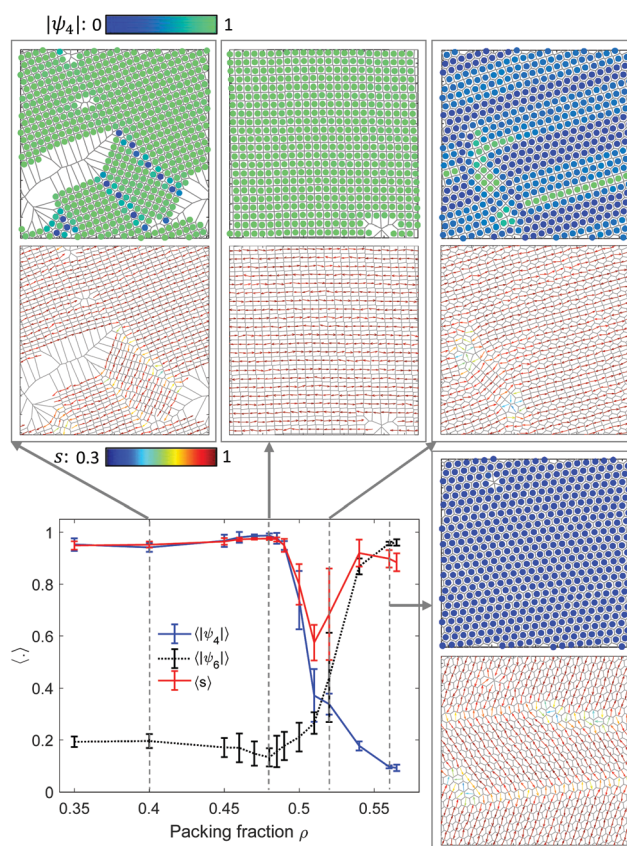 |ψ₄|: 0 1
s: 0.3 1
1
0.8
0.6
0.4
0.2
0
⟨.⟩
⟨|ψ₄|⟩
⟨|ψ₆|⟩
⟨s⟩
0.35 0.4 0.45 0.5 0.55
Packing fraction ρ